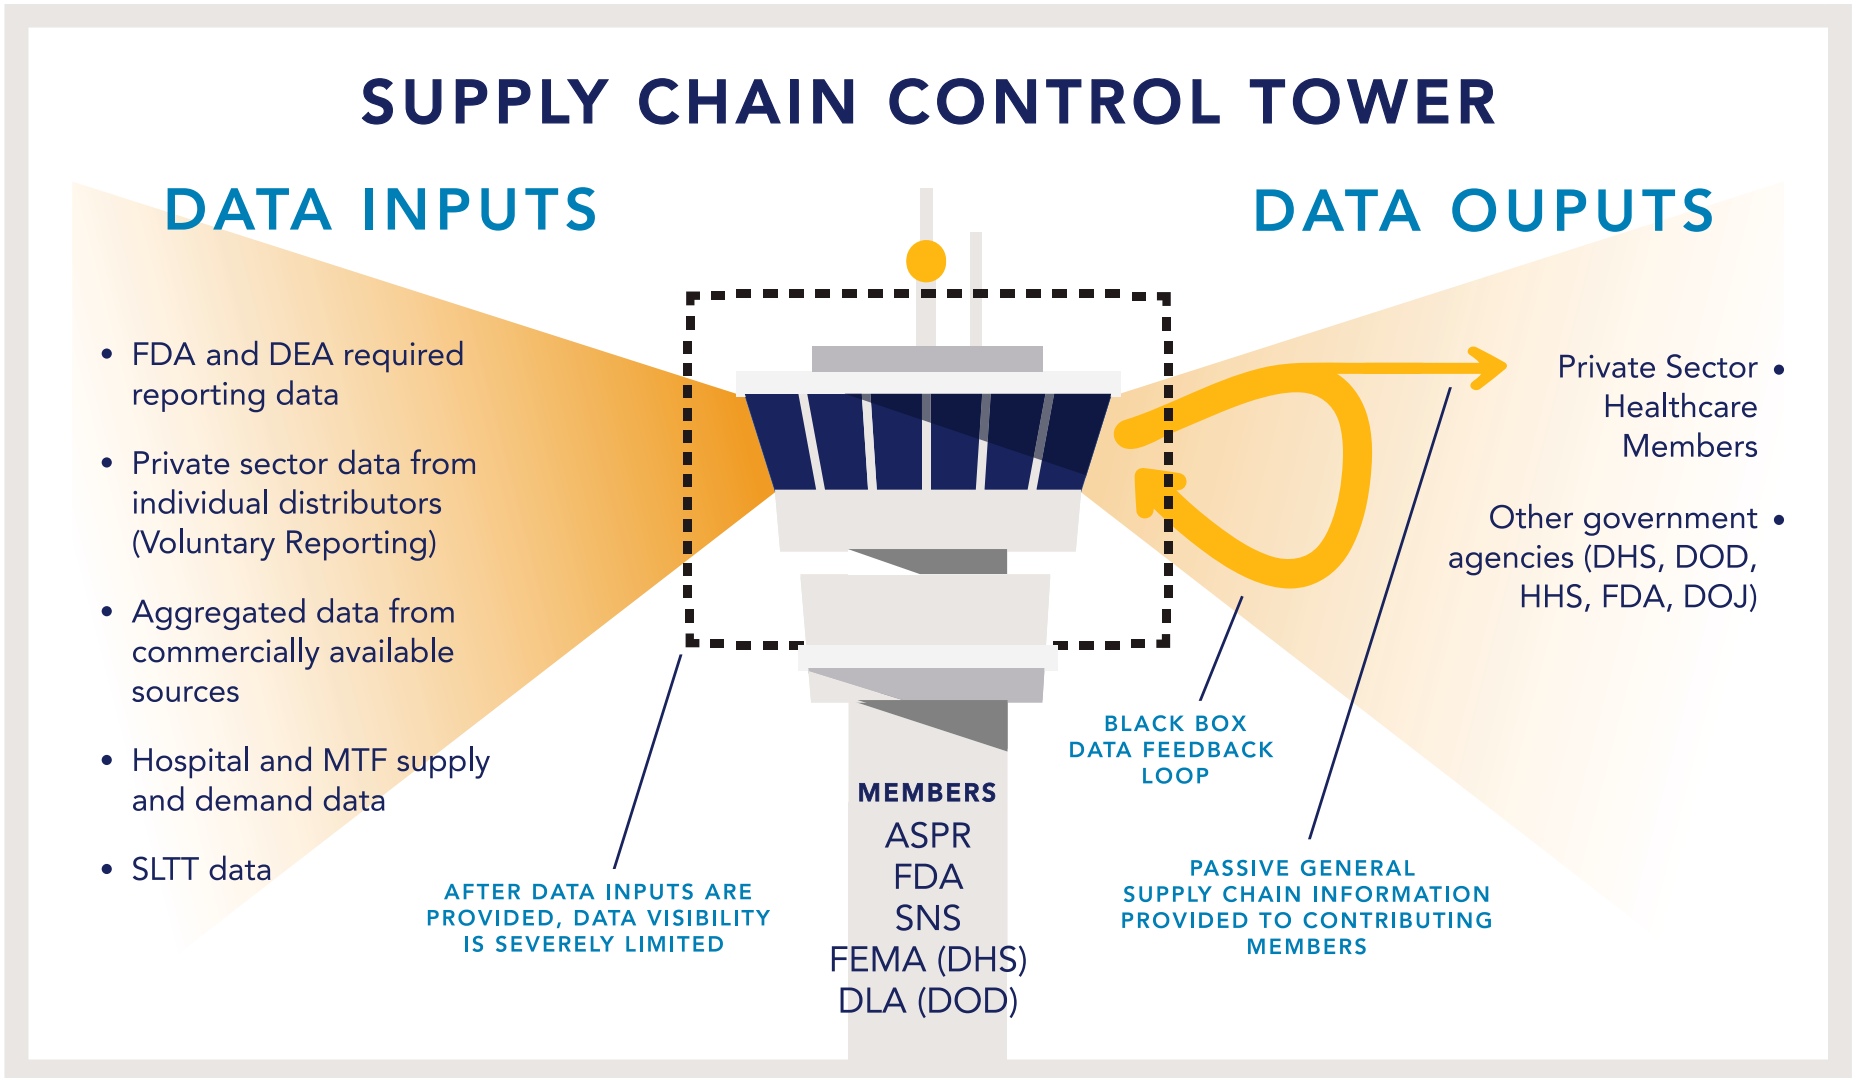 SUPPLY CHAIN CONTROL TOWER
DATA INPUTS
• FDA and DEA required
reporting data
• Private sector data from
individual distributors
(Voluntary Reporting)
• Aggregated data from
commercially available
sources
• Hospital and MTF supply
and demand data
• SLTT data
AFTER DATA INPUTS ARE
PROVIDED, DATA VISIBILITY
IS SEVERELY LIMITED
MEMBERS
ASPR
FDA
SNS
FEMA (DHS)
DLA (DOD)
DATA OUPUTS
Private Sector •
Healthcare
Members
Other government •
agencies (DHS, DOD,
HHS, FDA, DOJ)
BLACK BOX
DATA FEEDBACK
LOOP
PASSIVE GENERAL
SUPPLY CHAIN INFORMATION
PROVIDED TO CONTRIBUTING
MEMBERS